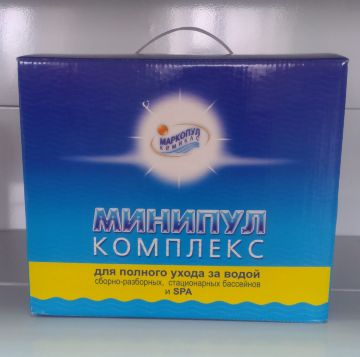 МАРКОПУЛ
КЕМИКЛС
МИНИПУЛ
КОМПЛЕКС
для полного ухода за водой
сборно-разборных, стационарных бассейнов
и SPA